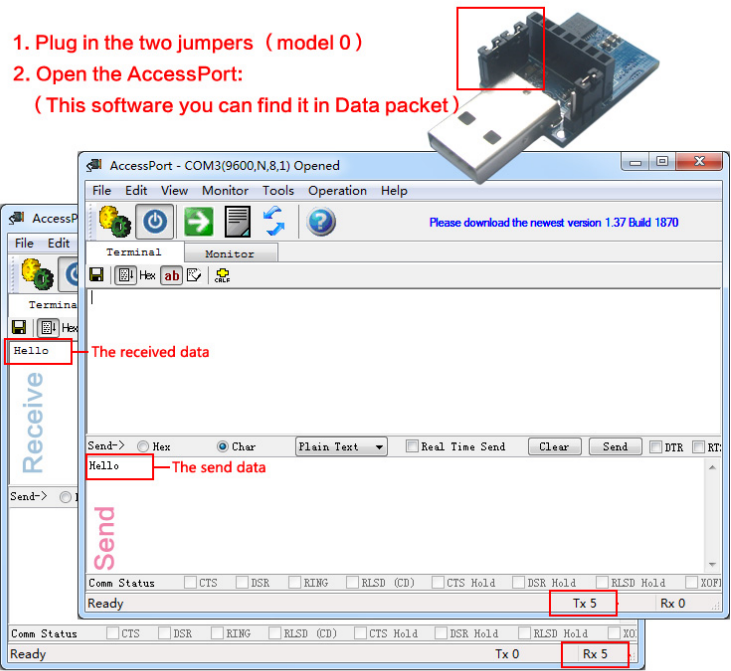 1. Plug in the two jumpers（model 0）
2. Open the AccessPort:
（This software you can find it in Data packet）
AccessPort - COM3(9600,N,8,1) Opened
File Edit View Monitor Tools Operation Help
Please download the newest version 1.37 Build 1870
Terminal Monitor
Hex ab CRLF
AccessP
File Edit
Termina
Hex
Hello
The received data
Receive
Send-> Hex Char Plain Text Real Time Send Clear Send DTR RTS
Hello
The send data
Send
Send->
Comm Status CTS DSR RING RLSD (CD) CTS Hold DSR Hold RLSD Hold XOF
Ready Tx 5 Rx 0
Comm Status CTS DSR RING RLSD (CD) CTS Hold DSR Hold RLSD Hold XO
Ready Tx 0 Rx 5